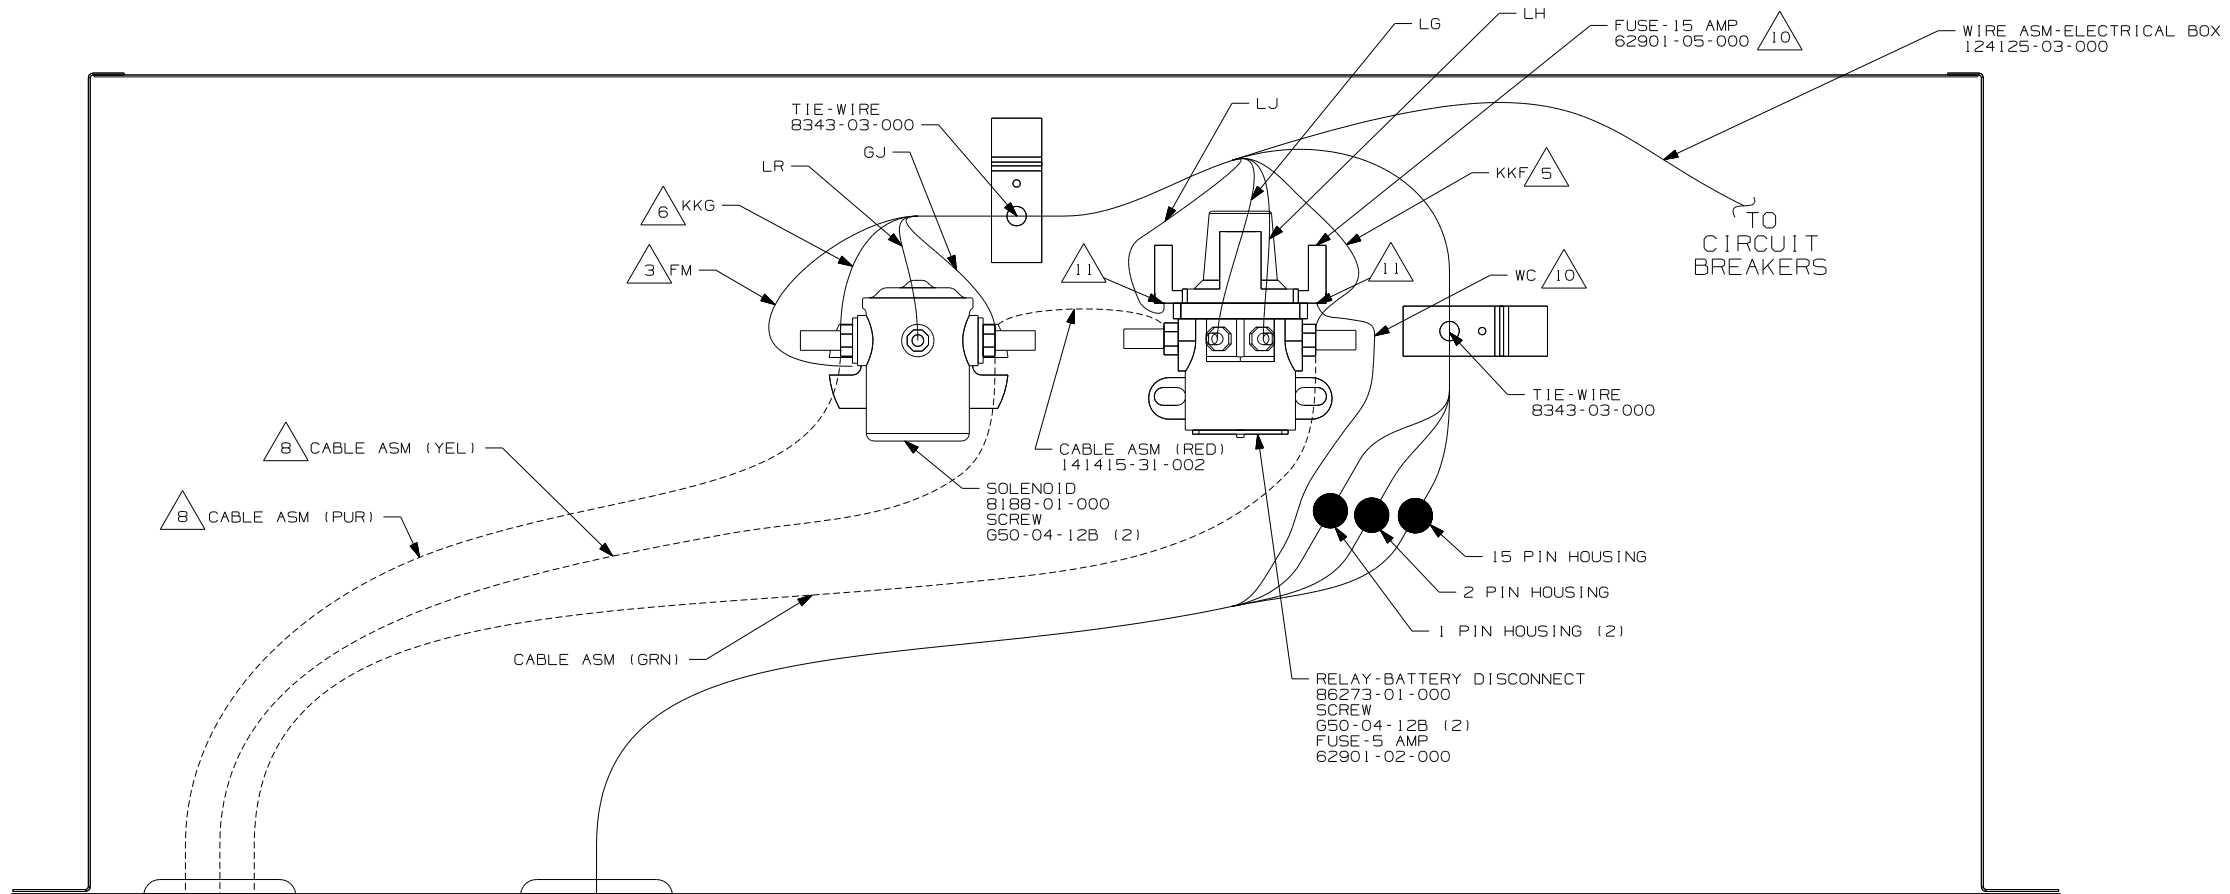 LG
LH
FUSE-15 AMP
62901-05-000
10
WIRE ASM-ELECTRICAL BOX
124125-03-000
TIE-WIRE
8343-03-000
LJ
GJ
LR
KKF
5
6
KKG
TO
CIRCUIT
BREAKERS
3
FM
11
11
WC
10
TIE-WIRE
8343-03-000
8
CABLE ASM (YEL)
CABLE ASM (RED)
141415-31-002
SOLENOID
8188-01-000
SCREW
G50-04-12B (2)
8
CABLE ASM (PUR)
15 PIN HOUSING
2 PIN HOUSING
1 PIN HOUSING (2)
CABLE ASM (GRN)
RELAY-BATTERY DISCONNECT
86273-01-000
SCREW
G50-04-12B (2)
FUSE-5 AMP
62901-02-000